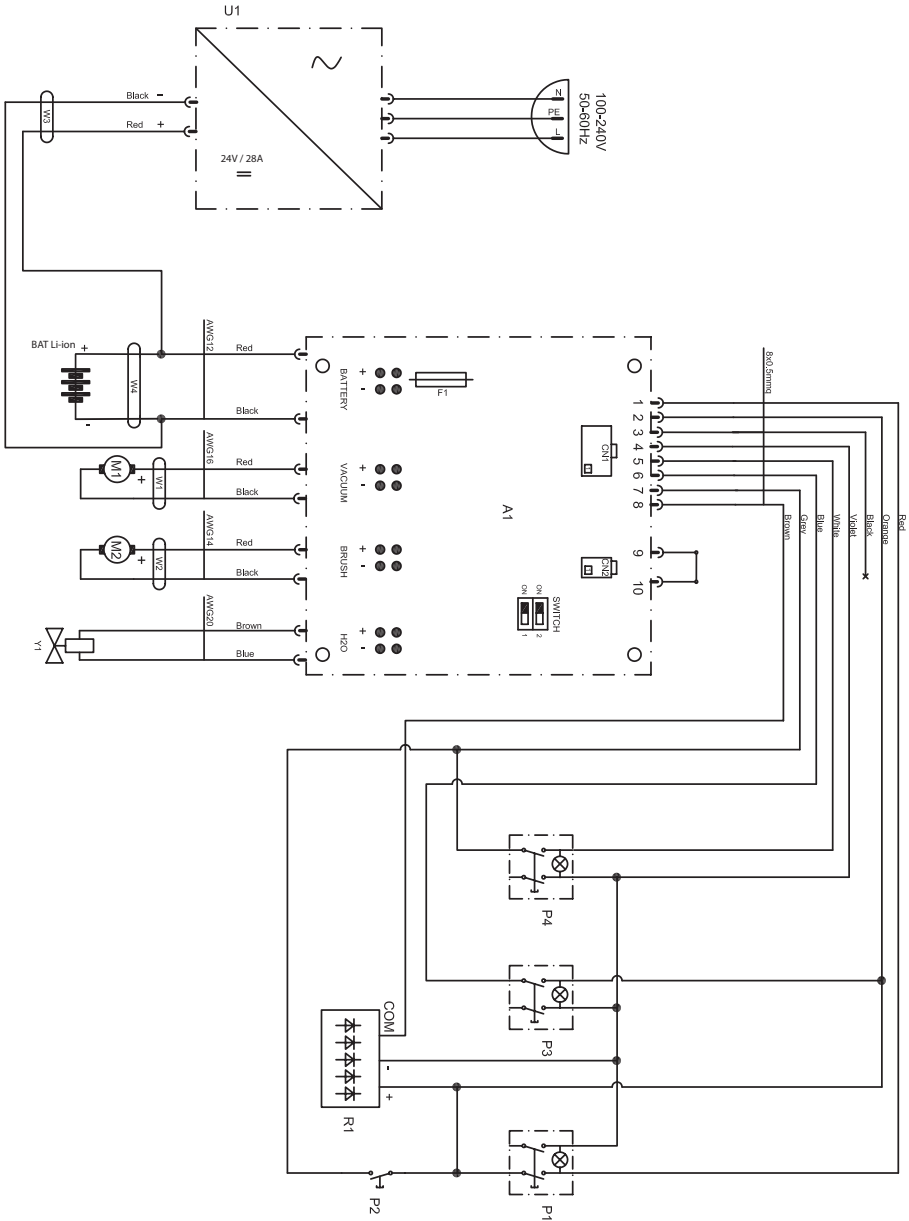 U1
100-240V
50-60Hz
N
PE
L
Black -
Red +
W3
24V / 28A
BAT Li-ion +
-
W4
AWG12
Red
Black
AWG16
M1
+
W1
Red
Black
AWG14
M2
+
W2
Red
Black
AWG20
Y1
Brown
Blue
+
-
BATTERY
F1
+
-
VACUUM
+
-
BRUSH
+
-
H2O
A1
CN1
1
CN2
1
SWITCH
ON
ON
1
2
1
2
3
4
5
6
7
8
9
10
8x0.5mmq
Red
Orange
Black
Violet
White
Blue
Grey
Brown
P4
P3
COM
-
+
R1
P2
P1